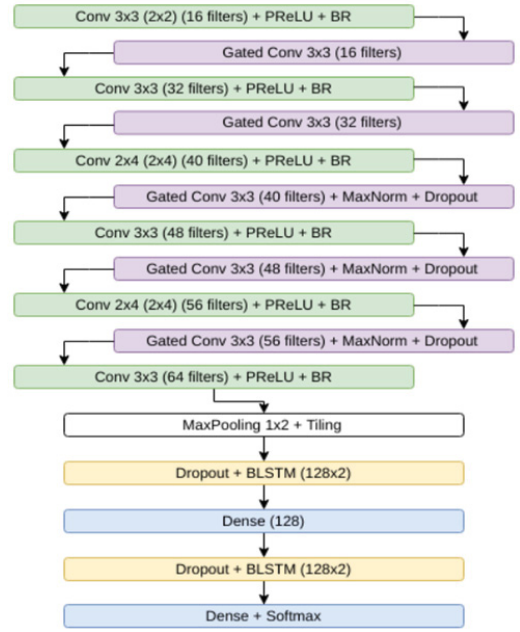 Conv 3x3 (2x2) (16 filters) + PReLU + BR
Gated Conv 3x3 (16 filters)
Conv 3x3 (32 filters) + PReLU + BR
Gated Conv 3x3 (32 filters)
Conv 2x4 (2x4) (40 filters) + PReLU + BR
Gated Conv 3x3 (40 filters) + MaxNorm + Dropout
Conv 3x3 (48 filters) + PReLU + BR
Gated Conv 3x3 (48 filters) + MaxNorm + Dropout
Conv 2x4 (2x4) (56 filters) + PReLU + BR
Gated Conv 3x3 (56 filters) + MaxNorm + Dropout
Conv 3x3 (64 filters) + PReLU + BR
MaxPooling 1x2 + Tiling
Dropout + BLSTM (128x2)
Dense (128)
Dropout + BLSTM (128x2)
Dense + Softmax